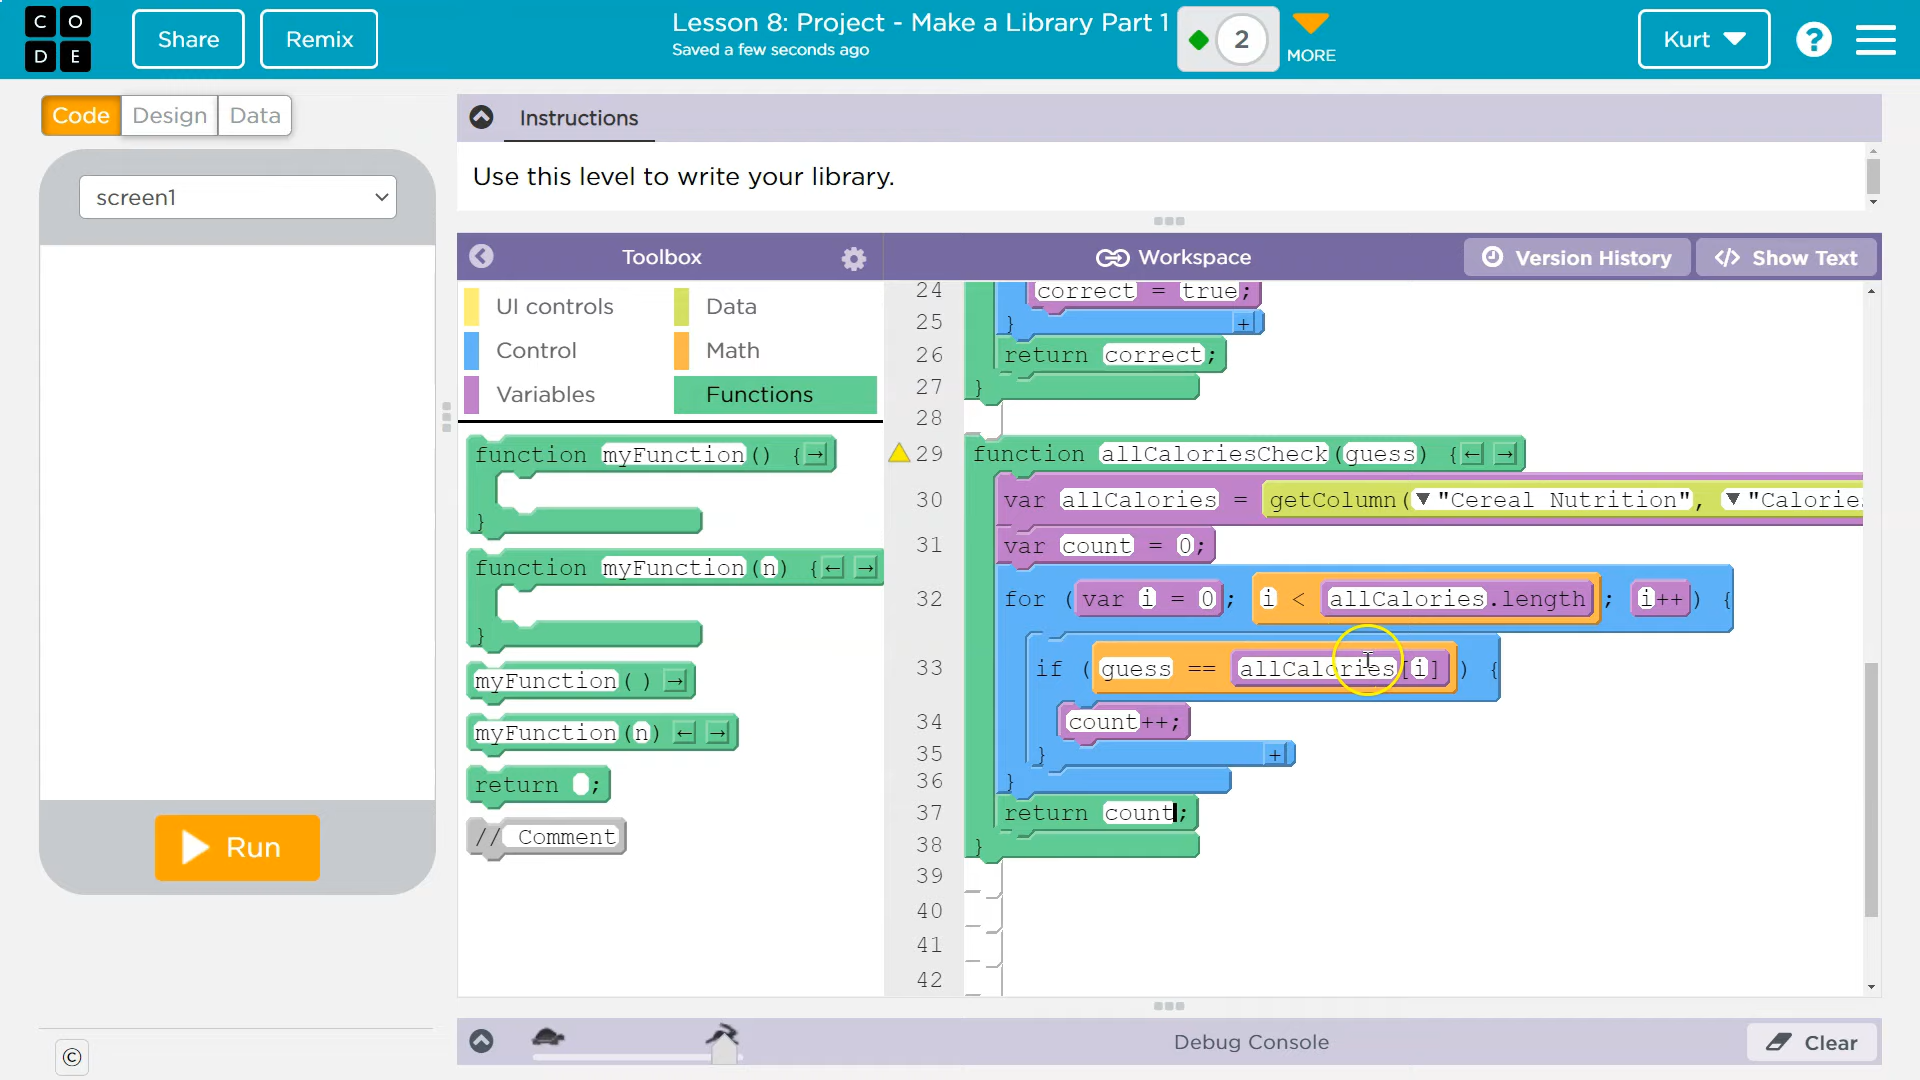 C O
D E
Share
Remix
Lesson 8: Project - Make a Library Part 1
Saved a few seconds ago
2
MORE
Kurt
?
Code
Design
Data
Instructions
screen1
Use this level to write your library.
Toolbox
Workspace
Version History
</> Show Text
UI controls
Data
Control
Math
Variables
Functions
function myFunction() {
}
function myFunction(n) {
}
myFunction()
myFunction(n)
return ;
// Comment
24 correct = true;
25 } +
26 return correct;
27 }
28
29 function allCaloriesCheck(guess) {
30 var allCalories = getColumn("Cereal Nutrition", "Calories
31 var count = 0;
32 for (var i = 0; i < allCalories.length; i++) {
33 if (guess == allCalories[i]) {
34 count++;
35 } +
36 }
37 return count;
38 }
39
40
41
42
Run
Debug Console
Clear
©